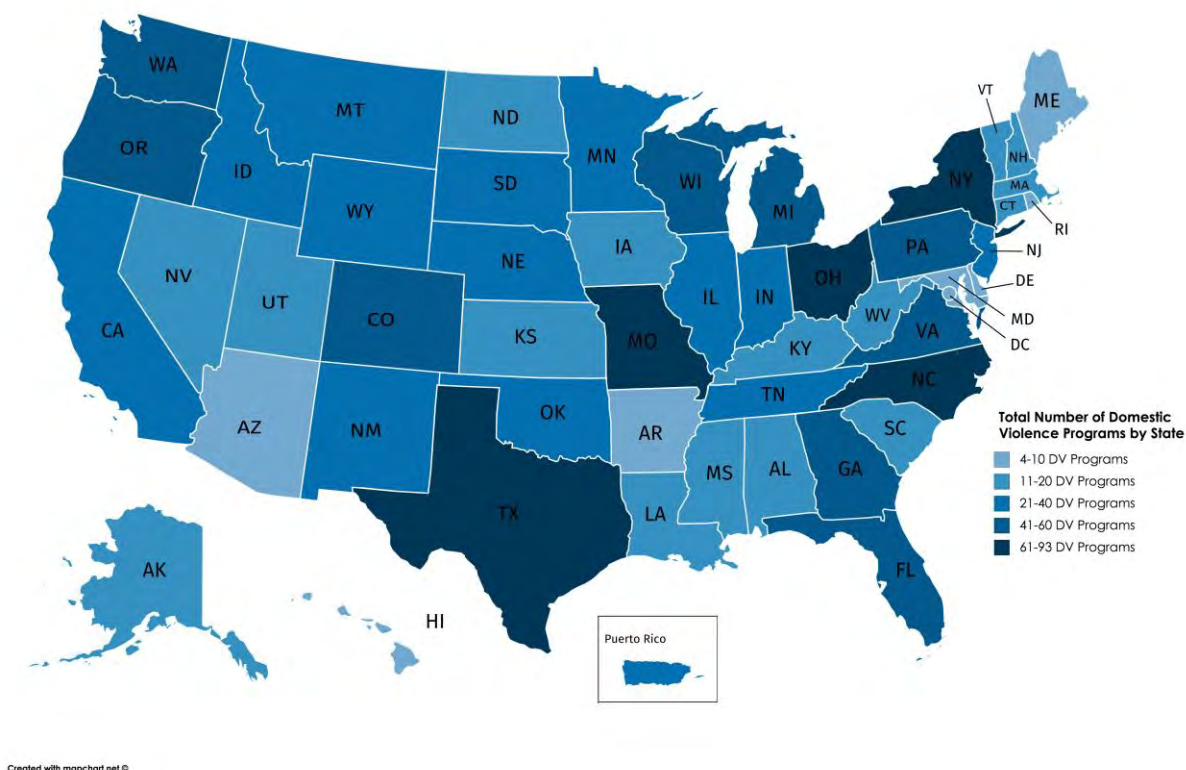 WA
MT
ND
VT
ME
OR
ID
MN
NH
SD
WI
NY
MA
WY
MI
CT
RI
IA
PA
NJ
NE
NV
OH
DE
UT
IL
IN
CA
CO
WV
MD
KS
MO
VA
KY
DC
NC
TN
AZ
NM
OK
AR
SC
Total Number of Domestic
Violence Programs by State
4-10 DV Programs
11-20 DV Programs
21-40 DV Programs
41-60 DV Programs
61-93 DV Programs
MS
AL
GA
TX
LA
AK
FL
HI
Puerto Rico
Created with mapchart.net ©